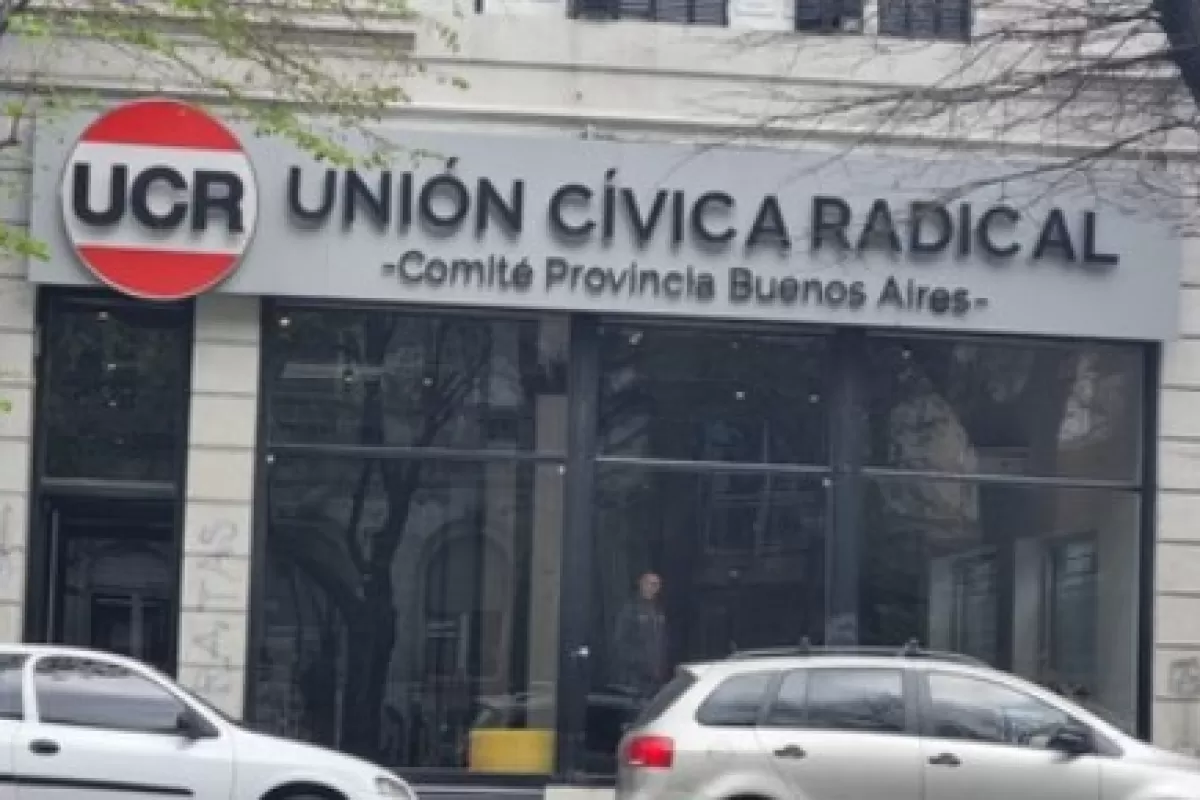 UCR
UNIÓN CÍVICA RADICAL
-Comité Provincia Buenos Aires-